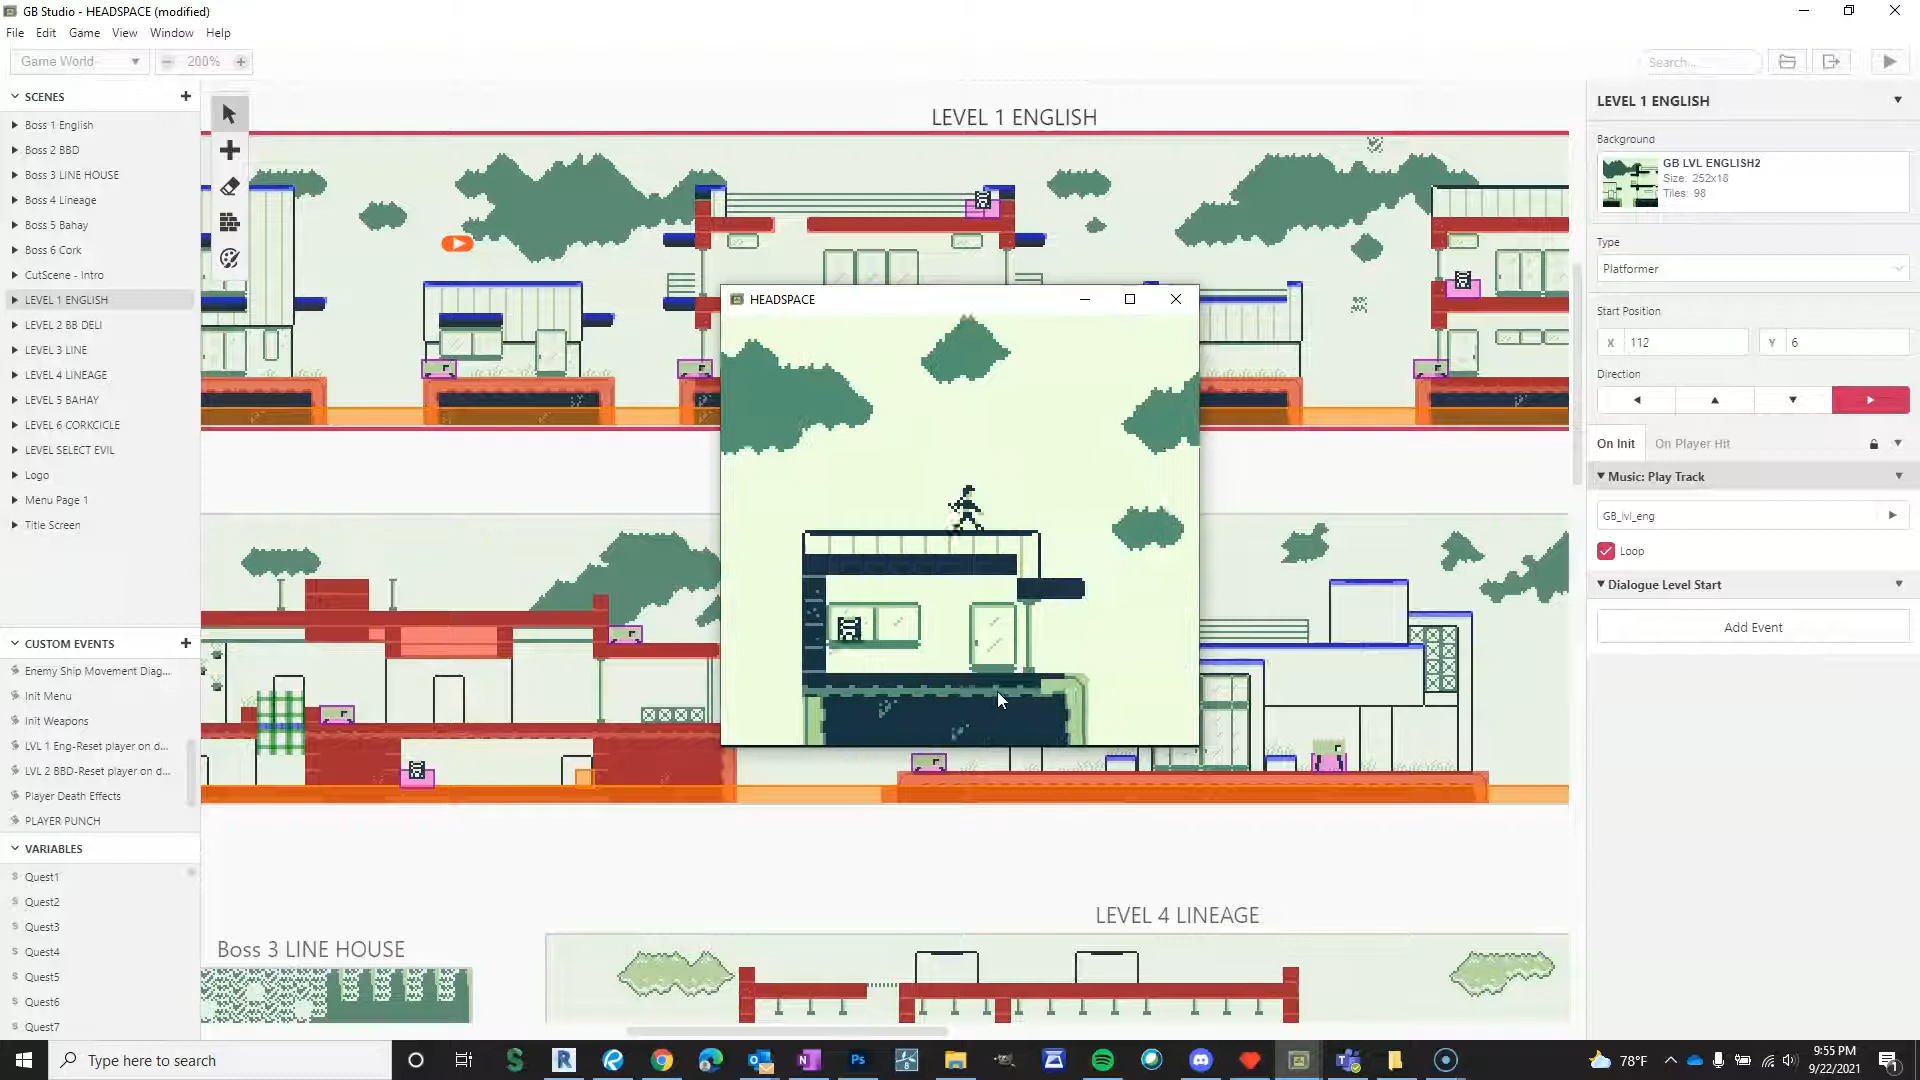 GB Studio - HEADSPACE (modified)
File Edit Game View Window Help
Game World
200%
Search...
SCENES
Boss 1 English
Boss 2 BBD
Boss 3 LINE HOUSE
Boss 4 Lineage
Boss 5 Bahay
Boss 6 Cork
CutScene - Intro
LEVEL 1 ENGLISH
LEVEL 2 BB DELI
LEVEL 3 LINE
LEVEL 4 LINEAGE
LEVEL 5 BAHAY
LEVEL 6 CORKCICLE
LEVEL SELECT EVIL
Logo
Menu Page 1
Title Screen
CUSTOM EVENTS
Enemy Ship Movement Diag...
Init Menu
Init Weapons
LVL 1 Eng-Reset player on d...
LVL 2 BBD-Reset player on d...
Player Death Effects
PLAYER PUNCH
VARIABLES
Quest1
Quest2
Quest3
Quest4
Quest5
Quest6
Quest7
LEVEL 1 ENGLISH
HEADSPACE
Boss 3 LINE HOUSE
LEVEL 4 LINEAGE
LEVEL 1 ENGLISH
Background
GB LVL ENGLISH2
Size: 252x18
Tiles: 98
Type
Platformer
Start Position
X 112
Y 6
Direction
On Init
On Player Hit
Music: Play Track
GB_lvl_eng
Loop
Dialogue Level Start
Add Event
Type here to search
78°F
9:55 PM
9/22/2021